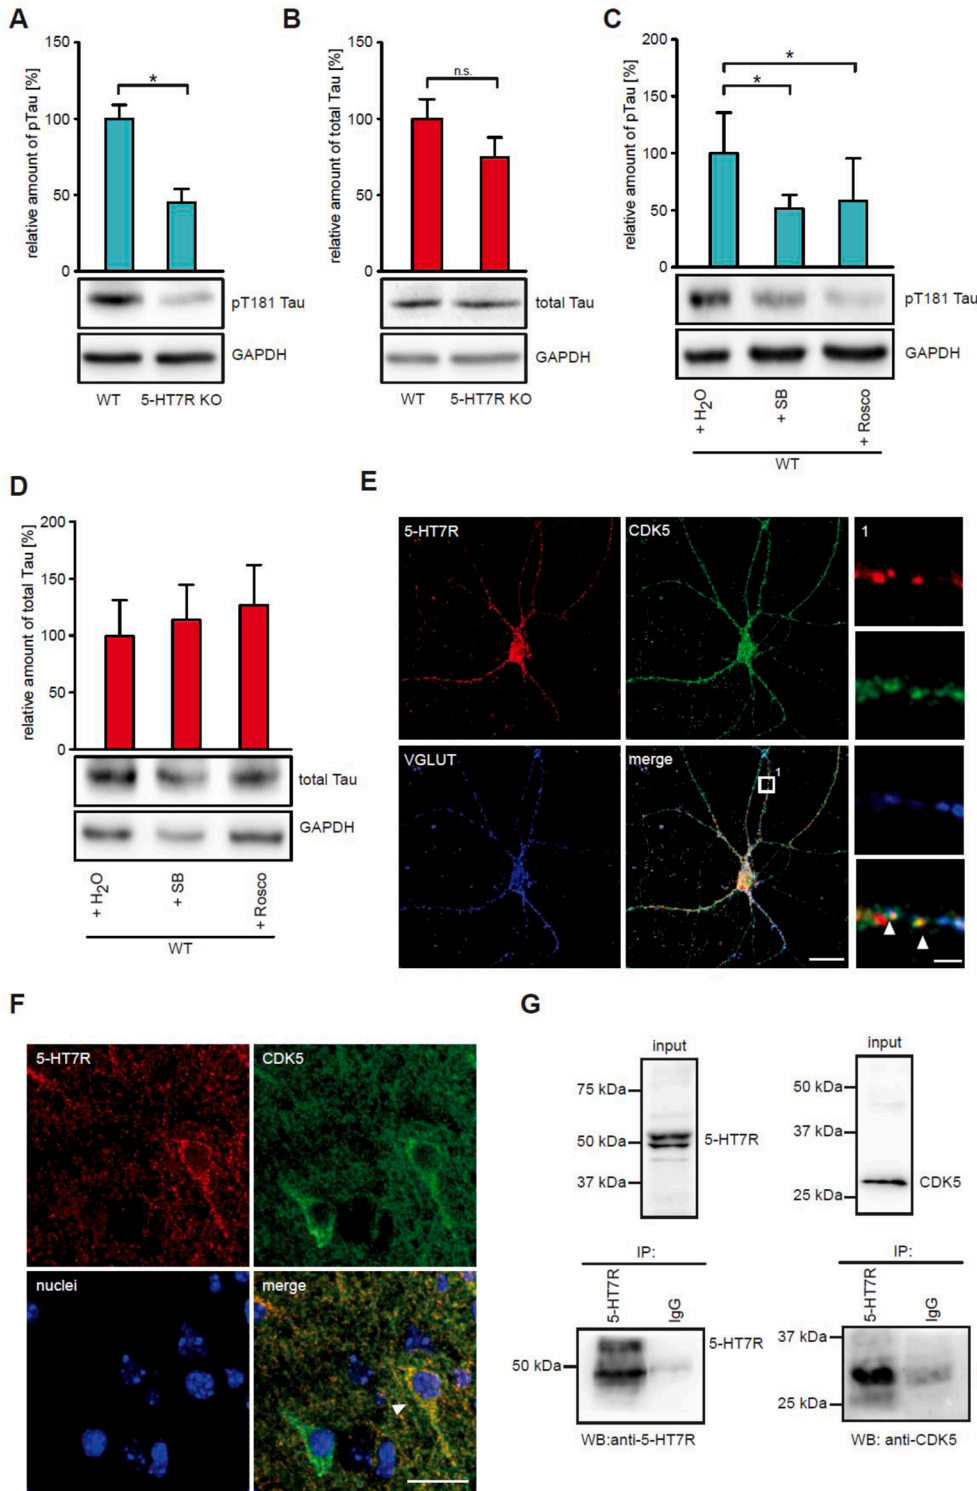 A
relative amount of pTau [%]
150
100
50
0
*
pT181 Tau
GAPDH
WT 5-HT7R KO
B
relative amount of total Tau [%]
150
100
50
0
n.s.
total Tau
GAPDH
WT 5-HT7R KO
C
relative amount of pTau [%]
200
150
100
50
0
*
*
pT181 Tau
GAPDH
+ H2O
+ SB
+ Rosco
WT
D
relative amount of total Tau [%]
200
150
100
50
0
total Tau
GAPDH
+ H2O
+ SB
+ Rosco
WT
E
5-HT7R
CDK5
1
VGLUT
merge
1
F
5-HT7R
CDK5
nuclei
merge
G
input
75 kDa
50 kDa
37 kDa
5-HT7R
input
50 kDa
37 kDa
25 kDa
CDK5
IP:
5-HT7R
IgG
50 kDa
5-HT7R
WB:anti-5-HT7R
IP:
5-HT7R
IgG
37 kDa
25 kDa
WB: anti-CDK5